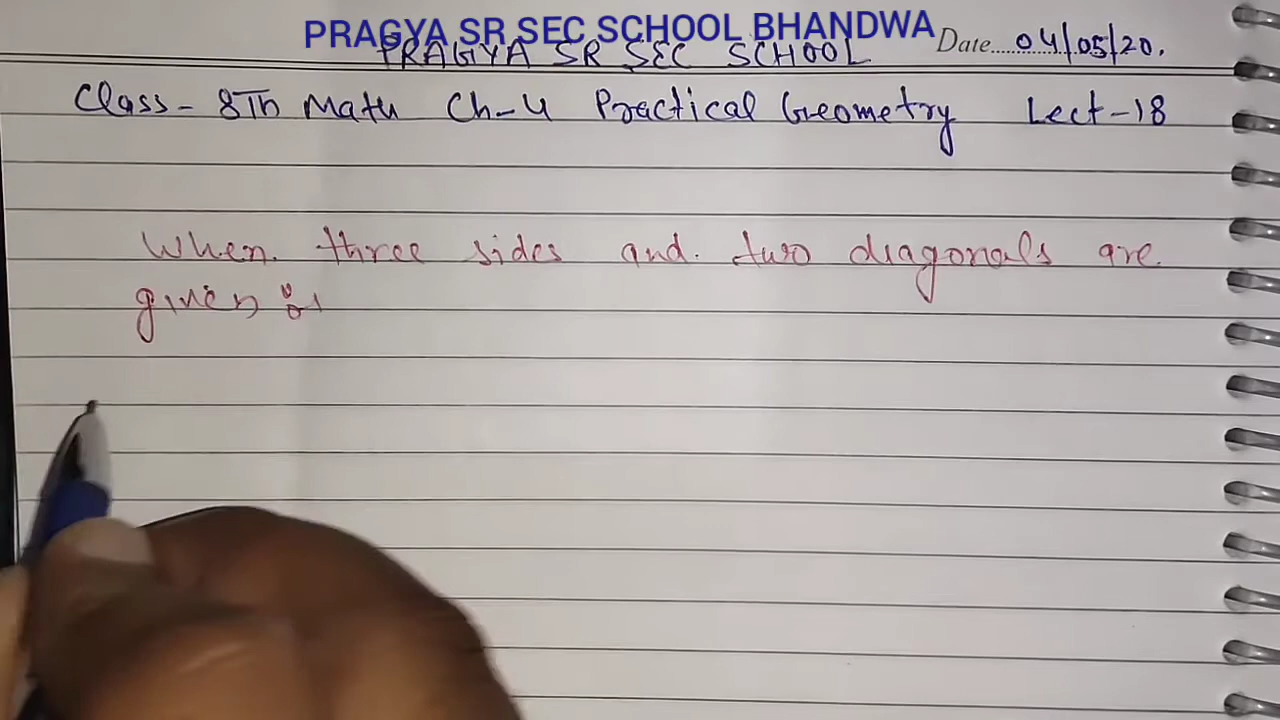 PRAGYA SR SEC SCHOOL BHANDWA
PRAGYA SR SEC SCHOOL Date 04/05/20.
Class - 8Th Math Ch-4 Practical Geometry Lect-18
When three sides and two diagonals are
given :-